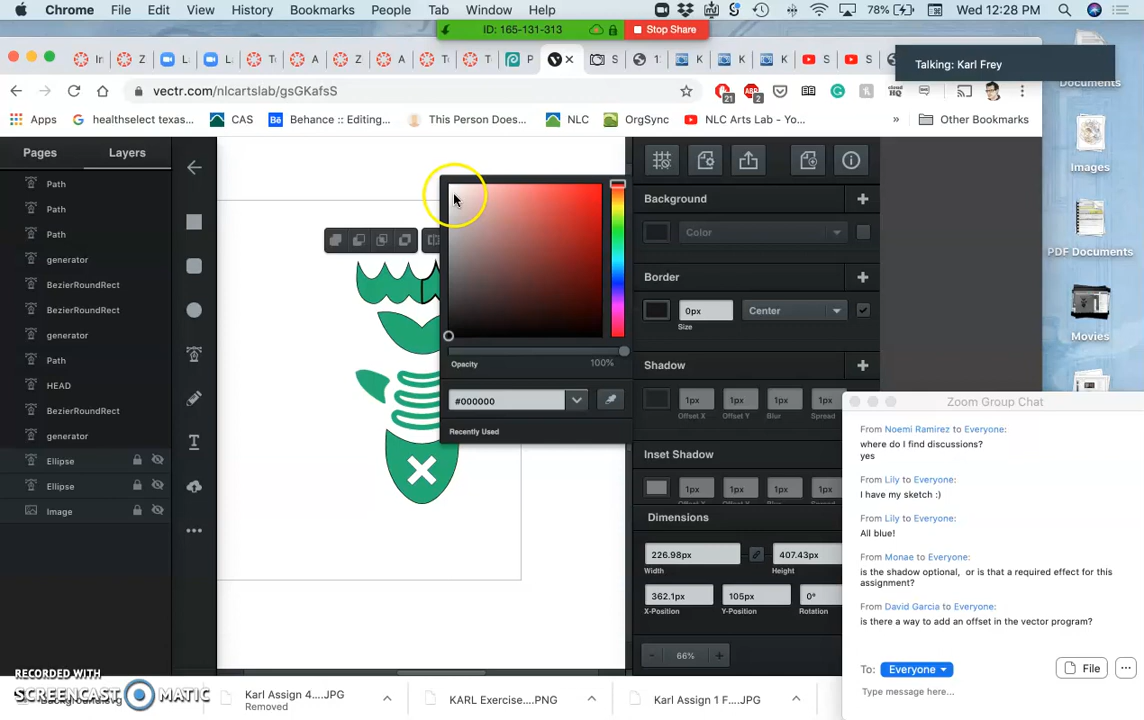 Chrome File Edit View History Bookmarks People Tab Window Help
78% Wed 12:28 PM
ID: 165-131-313 Stop Share
Talking: Karl Frey
vectr.com/nlcartslab/gsGKafsS
21 2
Apps healthselect texas... CAS Behance :: Editing... This Person Does... NLC OrgSync NLC Arts Lab - Yo... » Other Bookmarks
Documents
Images
PDF Documents
Movies
Pages Layers
Path
Path
Path
generator
BezierRoundRect
BezierRoundRect
generator
Path
HEAD
BezierRoundRect
generator
Ellipse
Ellipse
Image
Opacity 100%
#000000
Recently Used
Background
Color
Border
0px Center
Size
Shadow
1px 1px 1px 1px
Offset X Offset Y Blur Spread
Inset Shadow
1px 1px 1px 1px
Offset X Offset Y Blur Spread
Dimensions
226.98px 407.43px
Width Height
362.1px 105px 0°
X-Position Y-Position Rotation
66%
Zoom Group Chat
From Noemi Ramirez to Everyone:
where do I find discussions?
yes
From Lily to Everyone:
I have my sketch :)
From Lily to Everyone:
All blue!
From Monae to Everyone:
is the shadow optional, or is that a required effect for this
assignment?
From David Garcia to Everyone:
is there a way to add an offset in the vector program?
To: Everyone File
Type message here...
RECORDED WITH
SCREENCAST MATIC
Karl Assign 4....JPG
Removed
KARL Exercise....PNG
Karl Assign 1 F....JPG